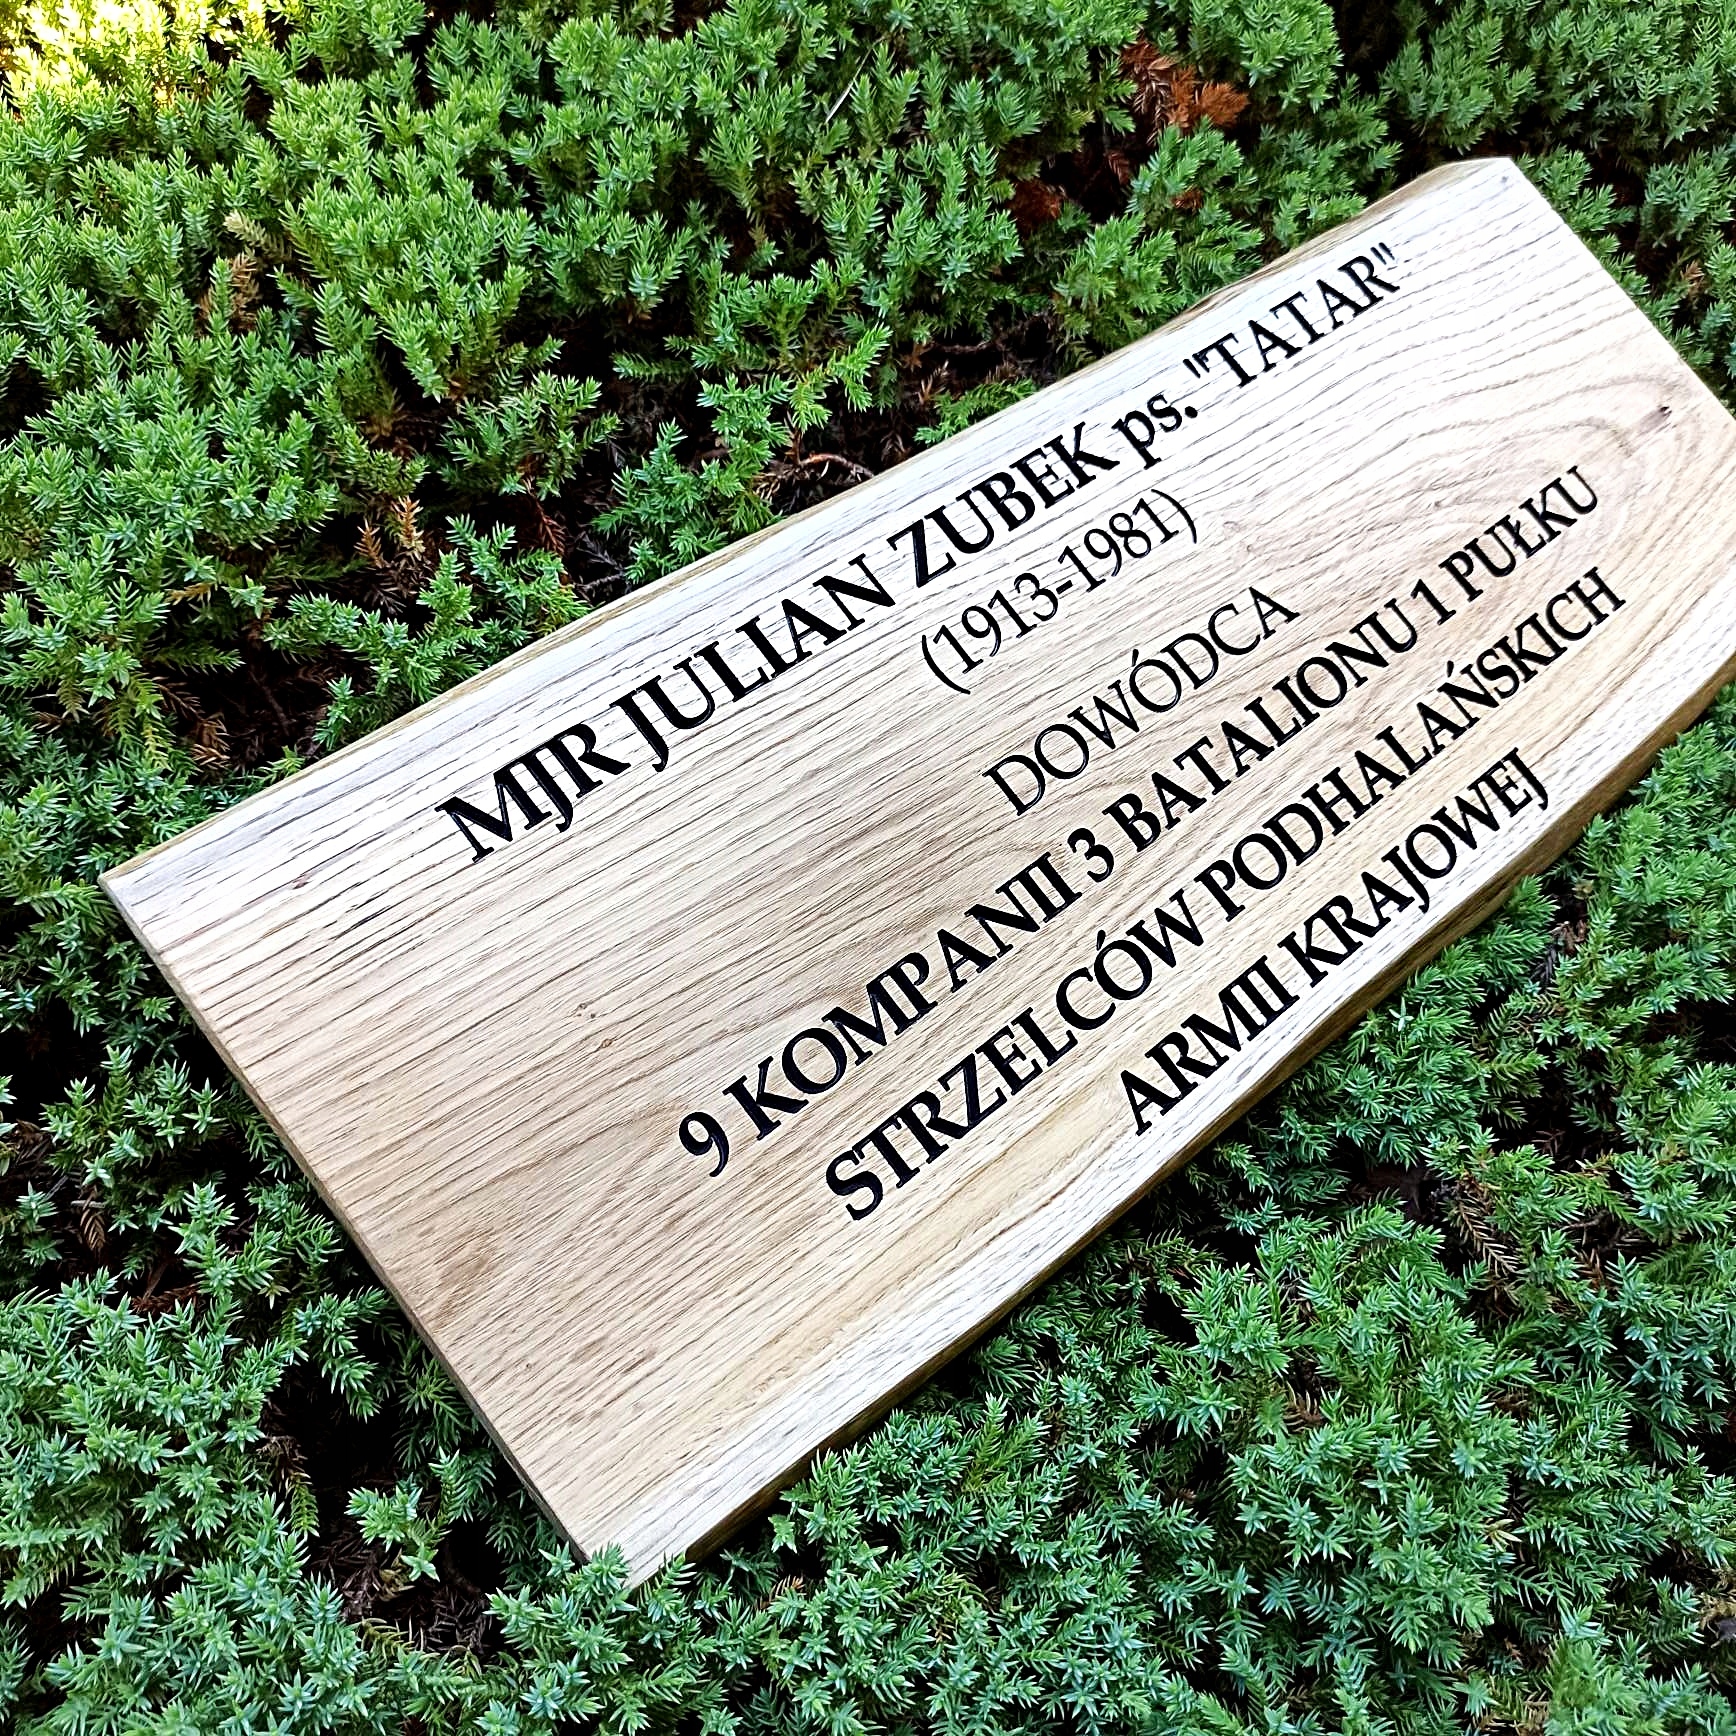 MJR JULIAN ZUBEK ps."TATAR"
(1913-1981)
DOWÓDCA
9 KOMPANII 3 BATALIONU 1 PUŁKU
STRZELCÓW PODHALAŃSKICH
ARMII KRAJOWEJ